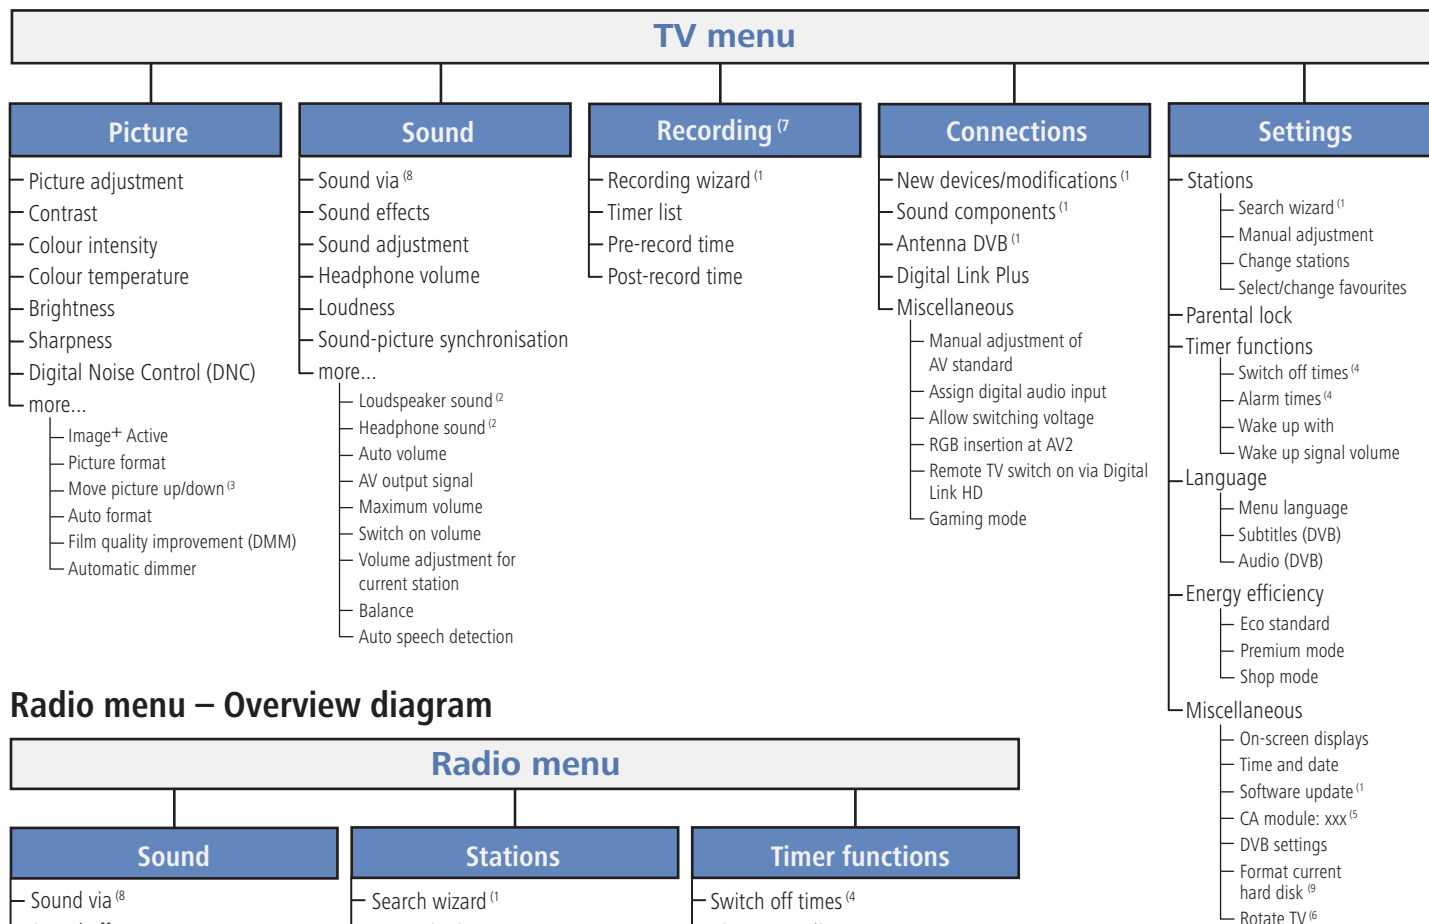 TV menu
Picture
Picture adjustment
Contrast
Colour intensity
Colour temperature
Brightness
Sharpness
Digital Noise Control (DNC)
more...
Image+ Active
Picture format
Move picture up/down (3
Auto format
Film quality improvement (DMM)
Automatic dimmer
Sound
Sound via (8
Sound effects
Sound adjustment
Headphone volume
Loudness
Sound-picture synchronisation
more...
Loudspeaker sound (2
Headphone sound (2
Auto volume
AV output signal
Maximum volume
Switch on volume
Volume adjustment for
current station
Balance
Auto speech detection
Recording (7
Recording wizard (1
Timer list
Pre-record time
Post-record time
Connections
New devices/modifications (1
Sound components (1
Antenna DVB (1
Digital Link Plus
Miscellaneous
Manual adjustment of
AV standard
Assign digital audio input
Allow switching voltage
RGB insertion at AV2
Remote TV switch on via Digital
Link HD
Gaming mode
Settings
Stations
Search wizard (1
Manual adjustment
Change stations
Select/change favourites
Parental lock
Timer functions
Switch off times (4
Alarm times (4
Wake up with
Wake up signal volume
Language
Menu language
Subtitles (DVB)
Audio (DVB)
Energy efficiency
Eco standard
Premium mode
Shop mode
Miscellaneous
On-screen displays
Time and date
Software update (1
CA module: xxx (5
DVB settings
Format current
hard disk (9
Rotate TV (6
Radio menu – Overview diagram
Radio menu
Sound
Sound via (8
Stations
Search wizard (1
Timer functions
Switch off times (4